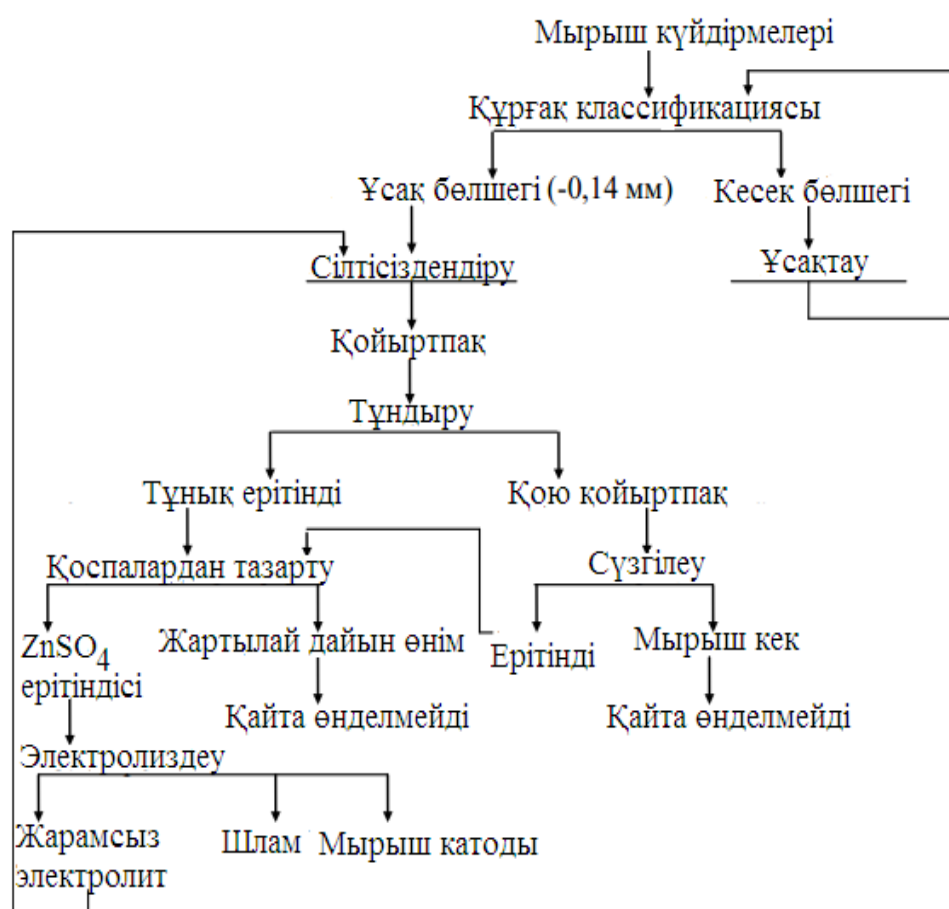 Мырыш күйдірмелері
Құрғақ классификациясы
Ұсақ бөлшегі (-0,14 мм)
Кесек бөлшегі
Сілтісіздендіру
Ұсақтау
Қойыртпақ
Тұндыру
Тұнық ерітінді
Қою қойыртпақ
Қоспалардан тазарту
Сүзгілеу
ZnSO4
ерітіндісі
Жартылай дайын өнім
Ерітінді
Мырыш кек
Қайта өнделмейді
Қайта өнделмейді
Электролиздеу
Жарамсыз
электролит
Шлам
Мырыш катоды